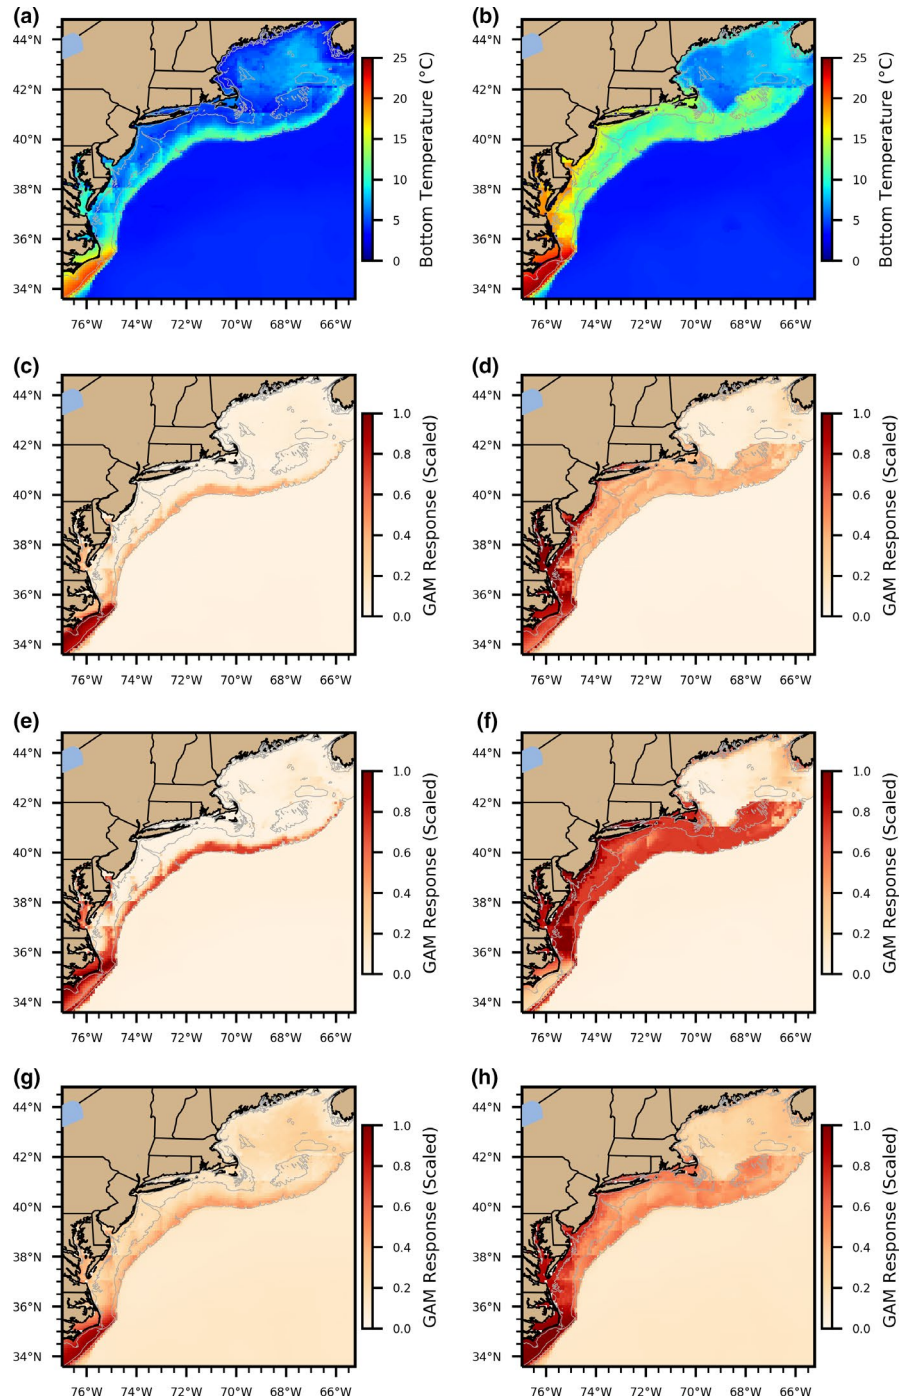 (a)
44°N
42°N
40°N
38°N
36°N
34°N
76°W 74°W 72°W 70°W 68°W 66°W
25
20
15
10
5
0
Bottom Temperature (°C)
(b)
44°N
42°N
40°N
38°N
36°N
34°N
76°W 74°W 72°W 70°W 68°W 66°W
25
20
15
10
5
0
Bottom Temperature (°C)
(c)
44°N
42°N
40°N
38°N
36°N
34°N
76°W 74°W 72°W 70°W 68°W 66°W
1.0
0.8
0.6
0.4
0.2
0.0
GAM Response (Scaled)
(d)
44°N
42°N
40°N
38°N
36°N
34°N
76°W 74°W 72°W 70°W 68°W 66°W
1.0
0.8
0.6
0.4
0.2
0.0
GAM Response (Scaled)
(e)
44°N
42°N
40°N
38°N
36°N
34°N
76°W 74°W 72°W 70°W 68°W 66°W
1.0
0.8
0.6
0.4
0.2
0.0
GAM Response (Scaled)
(f)
44°N
42°N
40°N
38°N
36°N
34°N
76°W 74°W 72°W 70°W 68°W 66°W
1.0
0.8
0.6
0.4
0.2
0.0
GAM Response (Scaled)
(g)
44°N
42°N
40°N
38°N
36°N
34°N
76°W 74°W 72°W 70°W 68°W 66°W
1.0
0.8
0.6
0.4
0.2
0.0
GAM Response (Scaled)
(h)
44°N
42°N
40°N
38°N
36°N
34°N
76°W 74°W 72°W 70°W 68°W 66°W
1.0
0.8
0.6
0.4
0.2
0.0
GAM Response (Scaled)